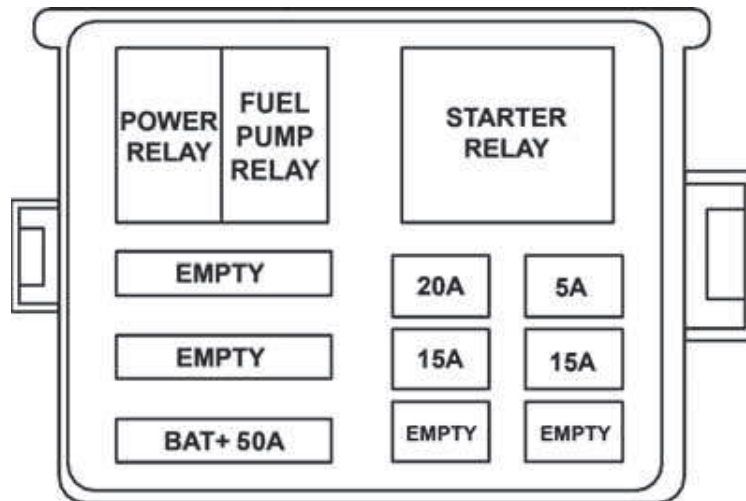 POWER
RELAY
FUEL
PUMP
RELAY
STARTER
RELAY
EMPTY
20A
5A
EMPTY
15A
15A
BAT+ 50A
EMPTY
EMPTY